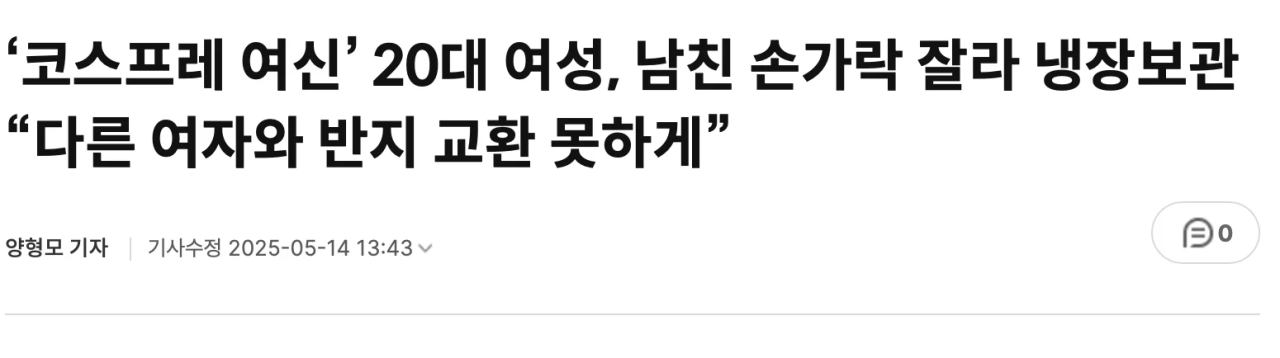 ‘코스프레 여신’ 20대 여성, 남친 손가락 잘라 냉장보관
“다른 여자와 반지 교환 못하게”
양형모 기자
기사수정 2025-05-14 13:43
0